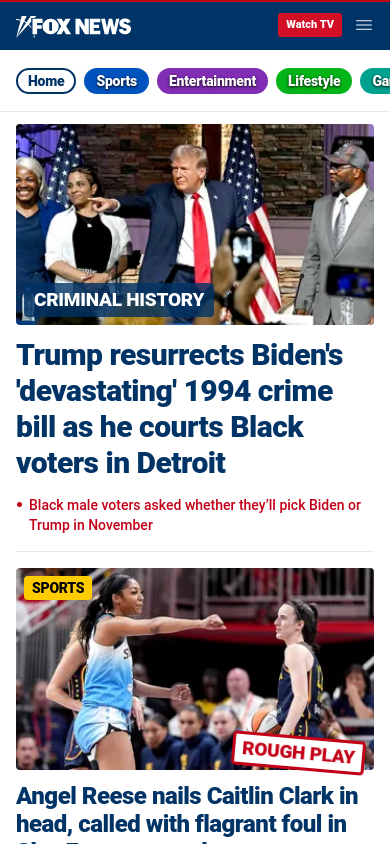 FOX NEWS
Watch TV
Home
Sports
Entertainment
Lifestyle
CRIMINAL HISTORY
Trump resurrects Biden's
'devastating' 1994 crime
bill as he courts Black
voters in Detroit
Black male voters asked whether they'll pick Biden or
Trump in November
SPORTS
ROUGH PLAY
Angel Reese nails Caitlin Clark in
head, called with flagrant foul in